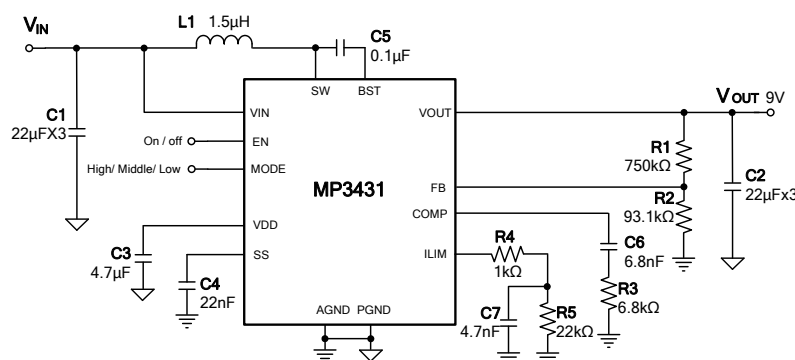 L1 1.5µH
VIN
C5
0.1µF
SW BST
C1
22µFX3
VIN
VOUT
VOUT 9V
On / off
EN
R1
750kΩ
High/ Middle/ Low
MODE
MP3431
FB
C2
22µFx3
R2
93.1kΩ
COMP
VDD
R4
1kΩ
C6
6.8nF
C3
4.7µF
SS
ILIM
C4
22nF
R3
6.8kΩ
AGND PGND
C7
4.7nF
R5
22kΩ